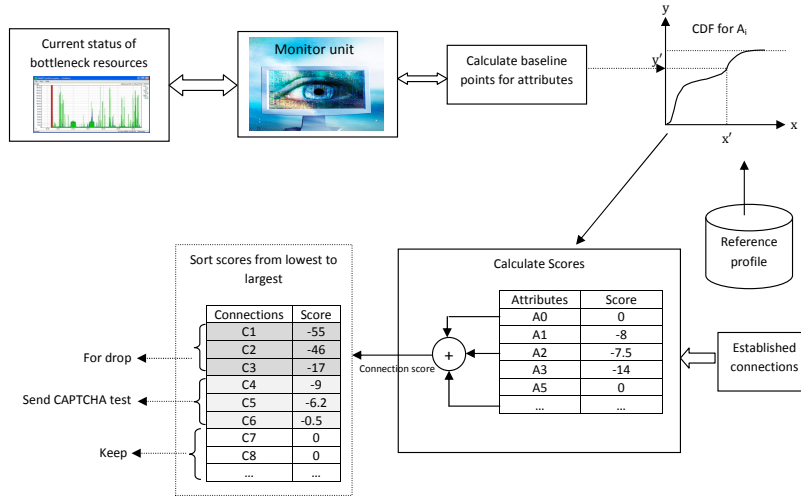 Current status of
bottleneck resources
Monitor unit
Calculate baseline
points for attributes
y
CDF for Ai
y'
x
x'
Reference
profile
Sort scores from lowest to
largest
Connections Score
C1 -55
C2 -46
C3 -17
C4 -9
C5 -6.2
C6 -0.5
C7 0
C8 0
... ...
For drop
Send CAPTCHA test
Keep
Connection score
+
Calculate Scores
Attributes Score
A0 0
A1 -8
A2 -7.5
A3 -14
A5 0
... ...
Established
connections